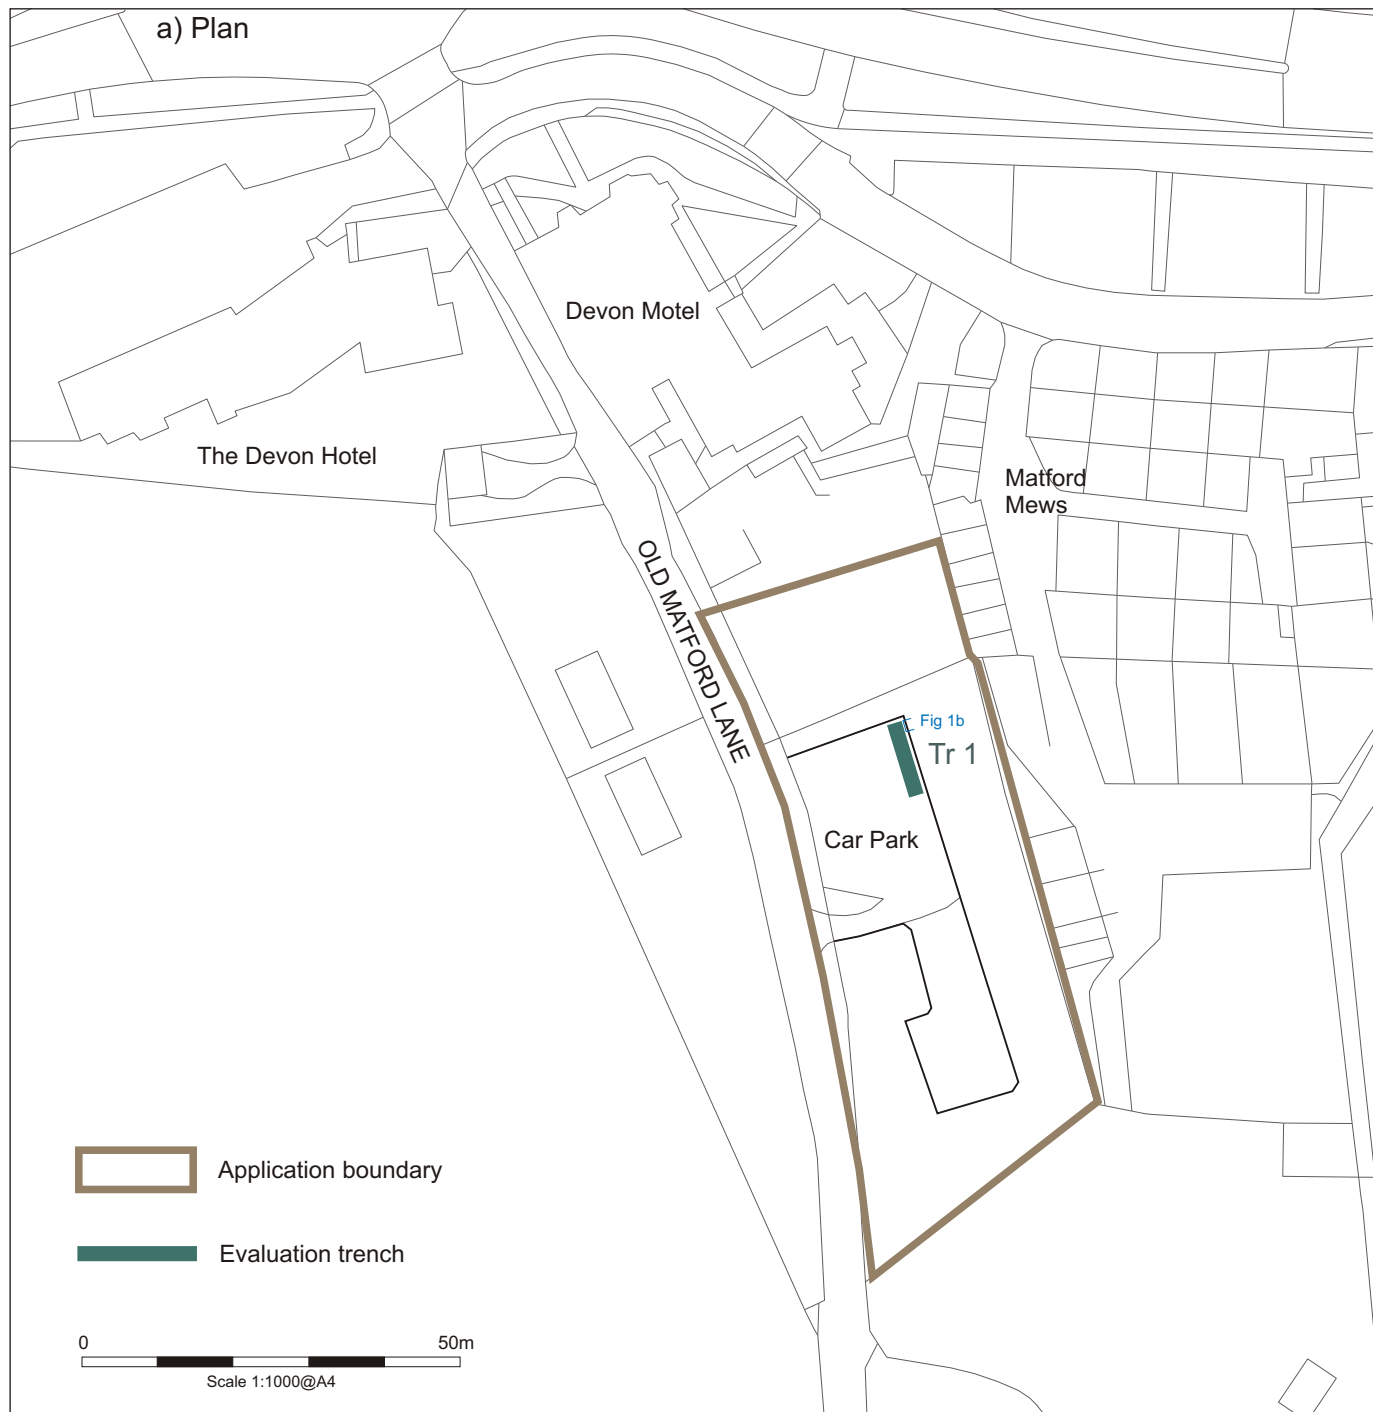 a) Plan
Devon Motel
The Devon Hotel
Matford
Mews
OLD MATFORD LANE
Fig 1b
Tr 1
Car Park
Application boundary
Evaluation trench
0 50m
Scale 1:1000@A4